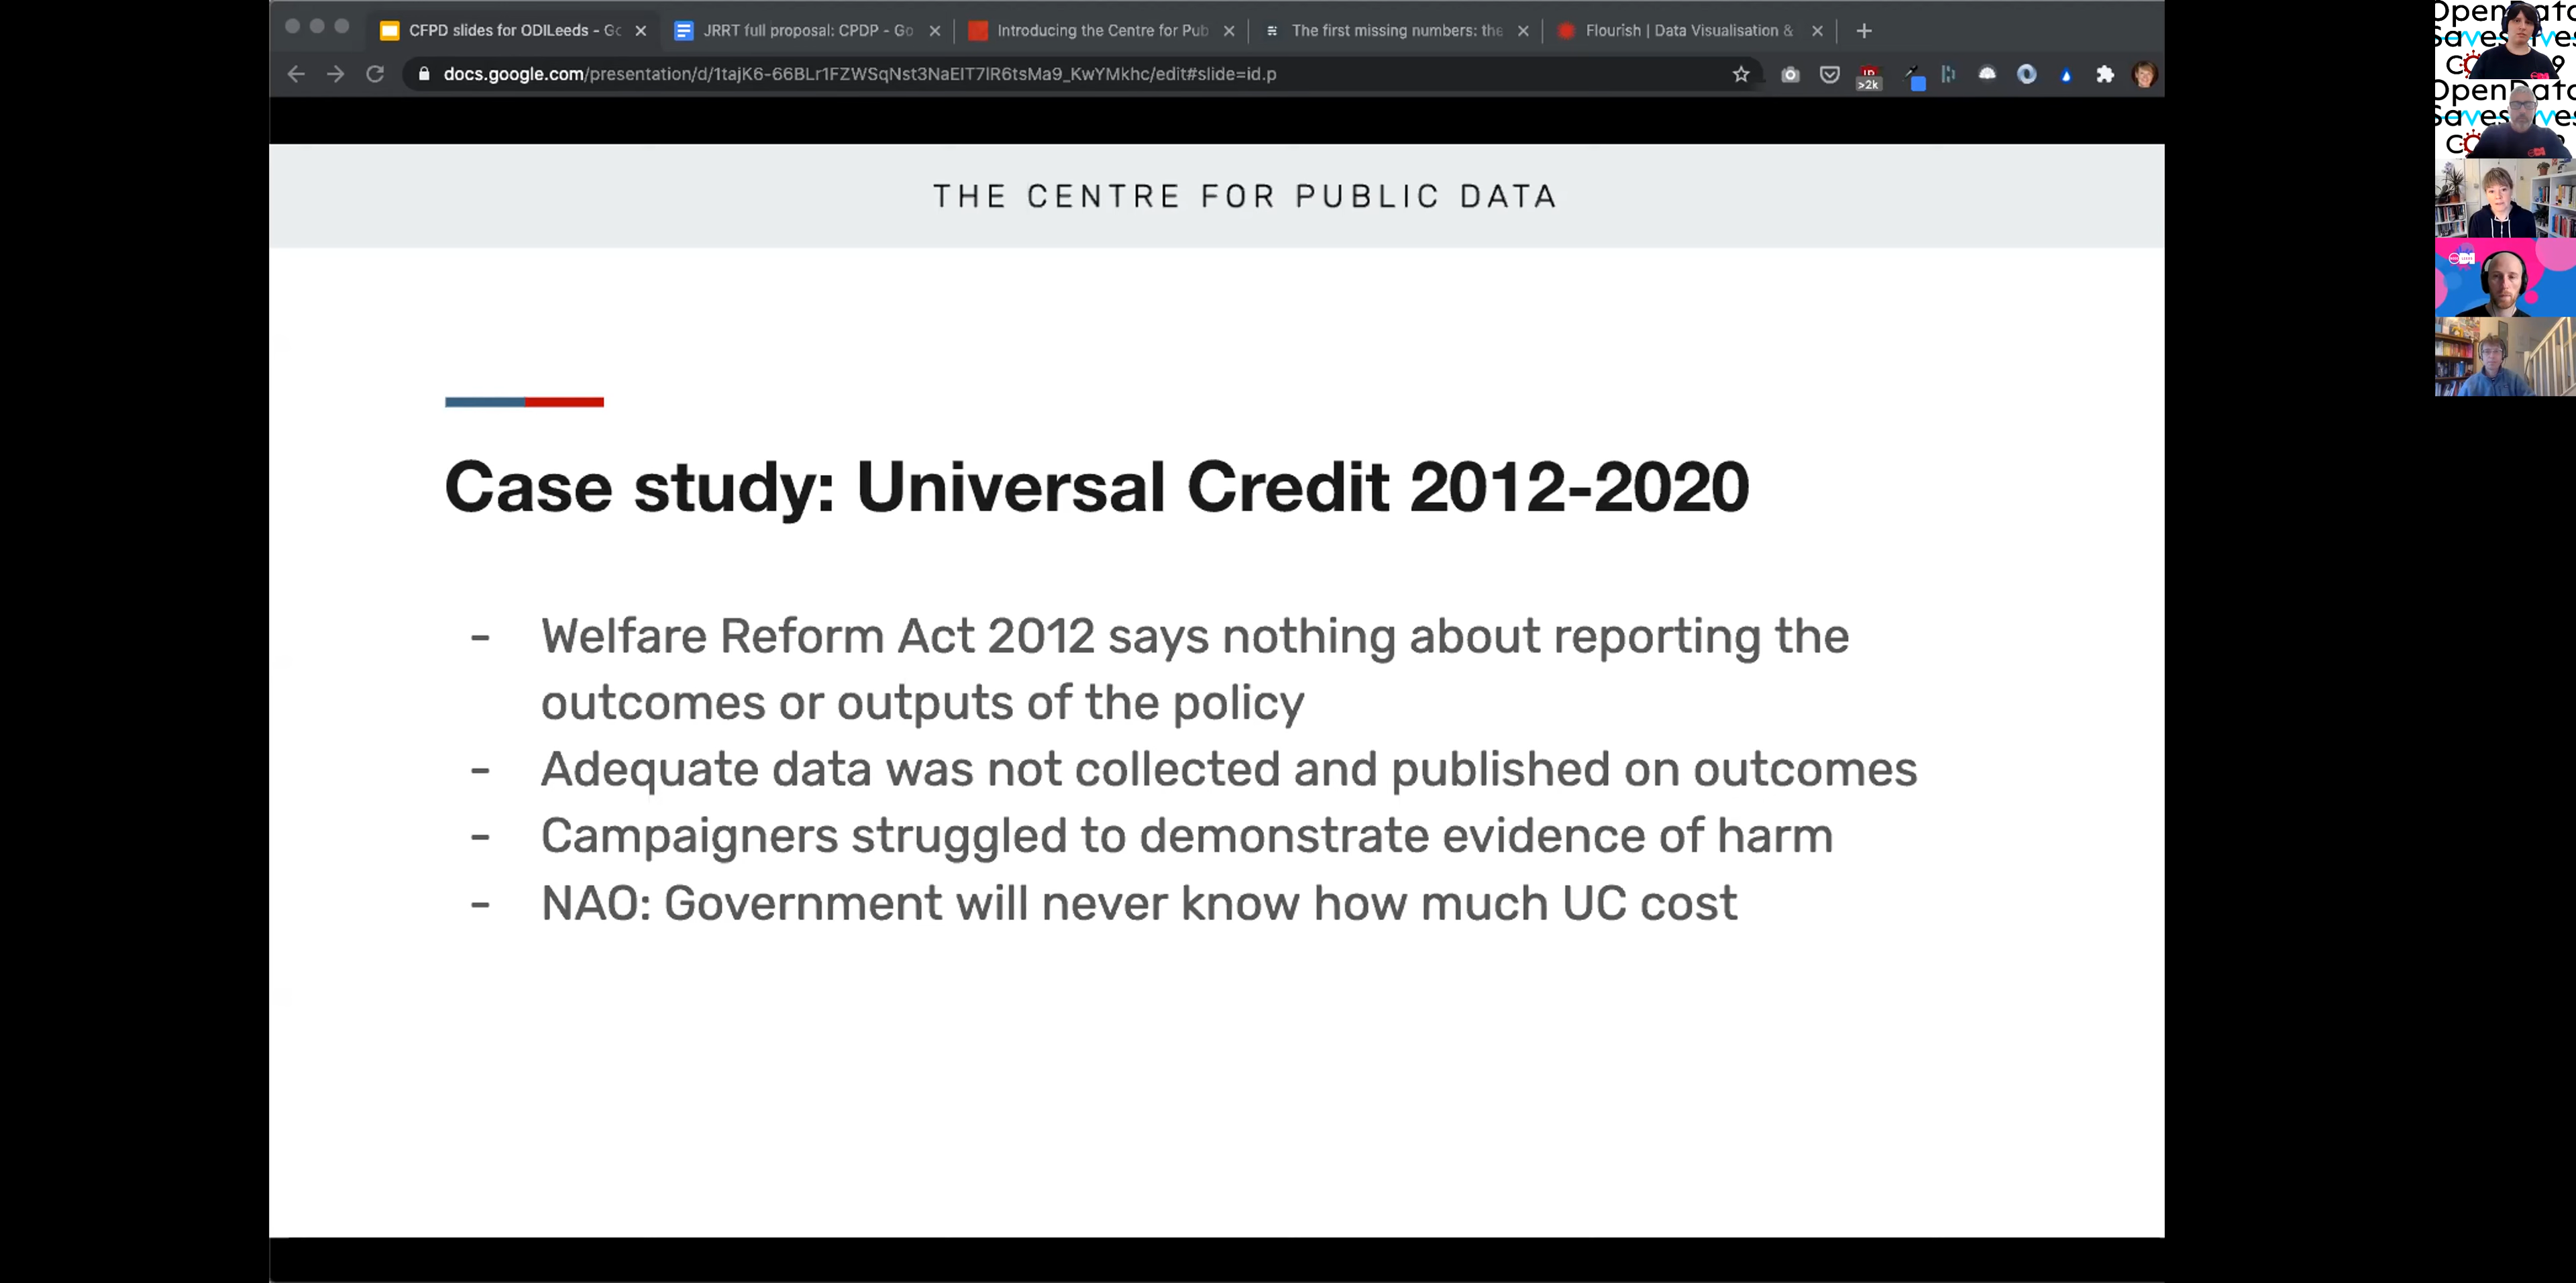 CFPD slides for ODILeeds - Go
JRRT full proposal: CPDP - Go
Introducing the Centre for Pub
The first missing numbers: the
Flourish | Data Visualisation &
docs.google.com/presentation/d/1tajK6-66BLr1FZWSqNst3NaEIT7IR6tsMa9_KwYMkhc/edit#slide=id.p
>2k
THE CENTRE FOR PUBLIC DATA
Case study: Universal Credit 2012-2020
- Welfare Reform Act 2012 says nothing about reporting the
outcomes or outputs of the policy
- Adequate data was not collected and published on outcomes
- Campaigners struggled to demonstrate evidence of harm
- NAO: Government will never know how much UC cost